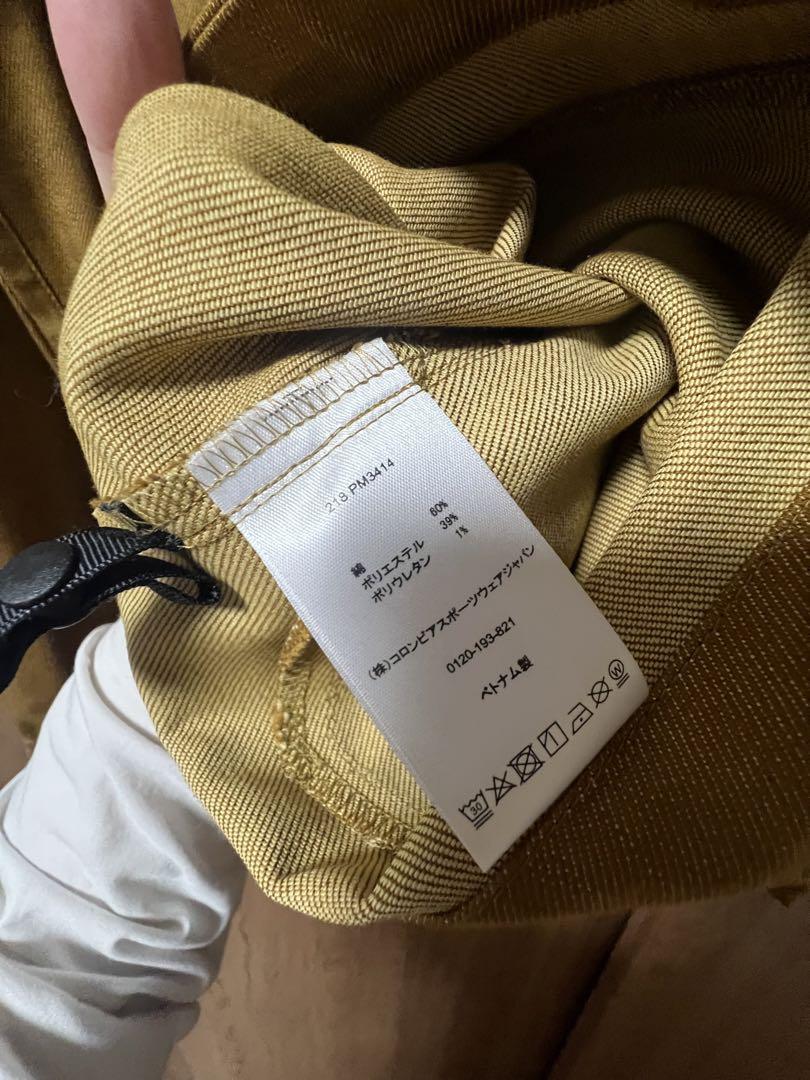 218 PM3414
綿 60%
ポリエステル 39%
ポリウレタン 1%
(株)コロンビアスポーツウェアジャパン
0120-193-821
ベトナム製
30 W